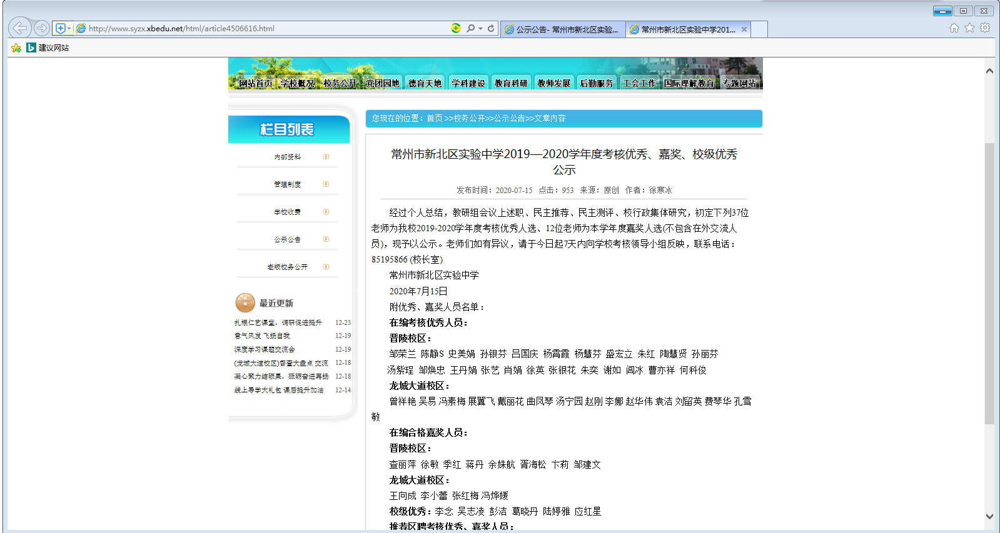 http://www.syzx.xbedu.net/html/article4506616.html
公示公告- 常州市新北区实验...
常州市新北区实验中学201...
建议网站
网站首页 学校概况 校务公开 党团园地 德育天地 学科建设 教育科研 教师发展 后勤服务 工会工作 国际理解教育 专题网站
栏目列表
内部资料
管理制度
学校收费
公示公告
老版校务公开
最近更新
扎根仁艺课堂，调研促进提升 12-23
意气风发 飞扬自我 12-19
深度学习课题交流会 12-19
(龙城大道校区)督查大盘点 交流 12-18
凝心聚力结硕果，砥砺奋进再扬 12-18
线上导学大礼包 课后提升加油 12-14
您现在的位置：首页 >>校务公开>>公示公告>>文章内容
常州市新北区实验中学2019—2020学年度考核优秀、嘉奖、校级优秀
公示
发布时间：2020-07-15 点击：953 来源：原创 作者：徐寒冰
经过个人总结，教研组会议上述职、民主推荐、民主测评、校行政集体研究，初定下列37位
老师为我校2019-2020学年度考核优秀人选、12位老师为本学年度嘉奖人选(不包含在外交流人
员)，现予以公示。老师们如有异议，请于今日起7天内向学校考核领导小组反映，联系电话：
85195866 (校长室)
常州市新北区实验中学
2020年7月15日
附优秀、嘉奖人员名单：
在编考核优秀人员：
晋陵校区：
邹荣兰 陈静S 史美娟 孙银芬 吕国庆 杨霄霞 杨慧芬 盛宏立 朱红 陶慧贤 孙丽芬
汤紫珵 邹焕忠 王丹娟 张艺 肖娟 徐英 张银花 朱奕 谢如 闾冰 曹亦祥 何科俊
龙城大道校区：
曾祥艳 吴易 冯素梅 展翼飞 戴丽花 曲凤琴 汤宁园 赵刚 李娜 赵华伟 袁洁 刘留英 费琴华 孔雪
敏
在编合格嘉奖人员：
晋陵校区：
查丽萍 徐敏 季红 蒋丹 余姝航 胥海松 卞莉 邹建文
龙城大道校区：
王向成 李小蕾 张红梅 冯烨媛
校级优秀：李念 吴志凌 彭洁 葛晓丹 陆婷雅 应红星
推荐区聘考核优秀、嘉奖人员：